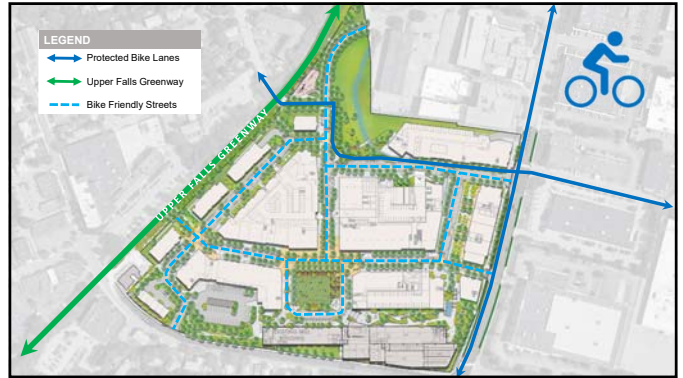 LEGEND
Protected Bike Lanes
Upper Falls Greenway
Bike Friendly Streets
UPPER FALLS GREENWAY